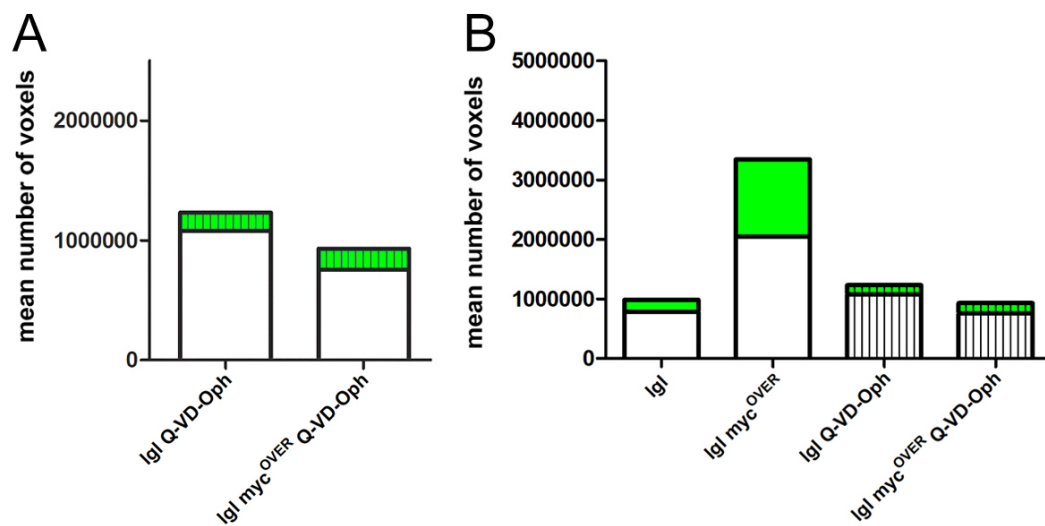 A
mean number of voxels
2000000
1000000
0
lgl Q-VD-Oph
lgl myc^OVER Q-VD-Oph
B
mean number of voxels
5000000
4000000
3000000
2000000
1000000
0
lgl
lgl myc^OVER
lgl Q-VD-Oph
lgl myc^OVER Q-VD-Oph